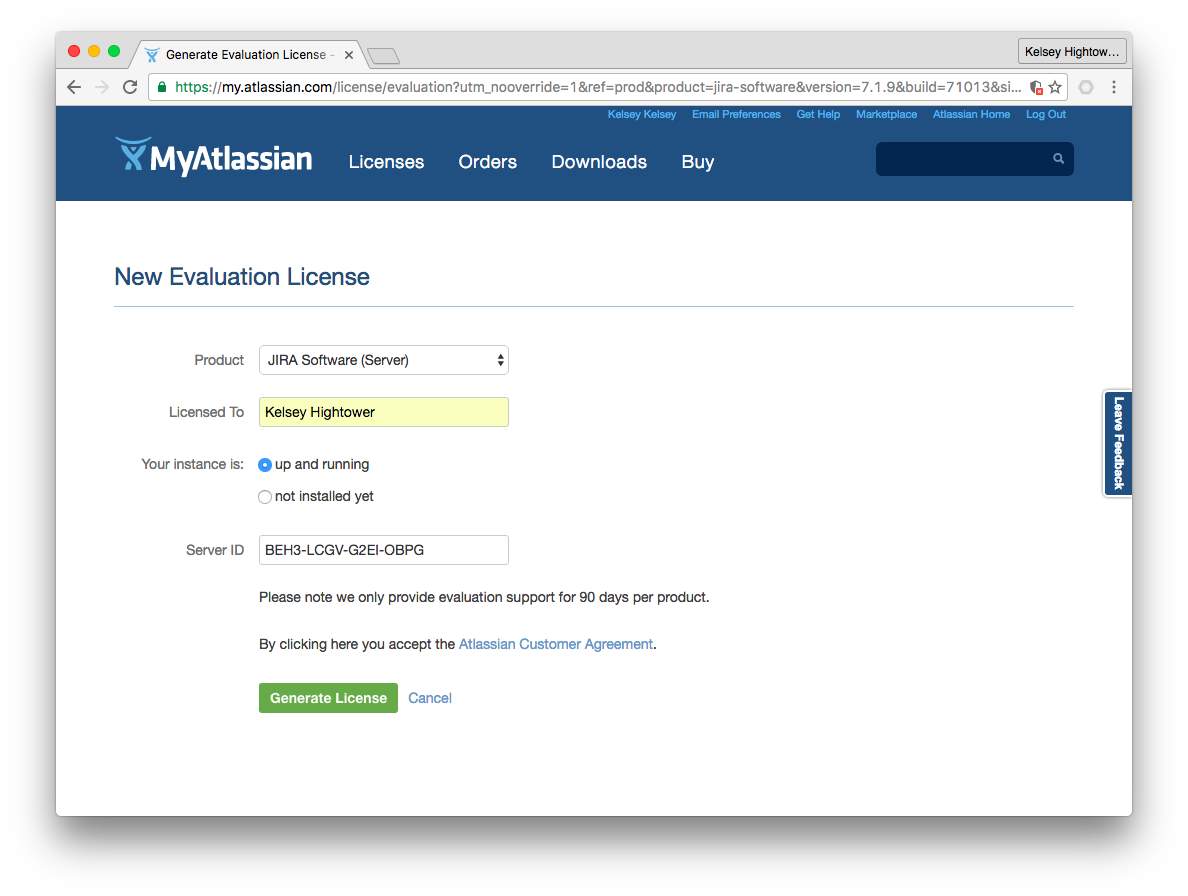 Generate Evaluation License -
Kelsey Hightow...
https://my.atlassian.com/license/evaluation?utm_nooverride=1&ref=prod&product=jira-software&version=7.1.9&build=71013&si...
Kelsey Kelsey Email Preferences Get Help Marketplace Atlassian Home Log Out
MyAtlassian Licenses Orders Downloads Buy
New Evaluation License
Product JIRA Software (Server)
Licensed To Kelsey Hightower
Leave Feedback
Your instance is: up and running
not installed yet
Server ID BEH3-LCGV-G2EI-OBPG
Please note we only provide evaluation support for 90 days per product.
By clicking here you accept the Atlassian Customer Agreement.
Generate License Cancel